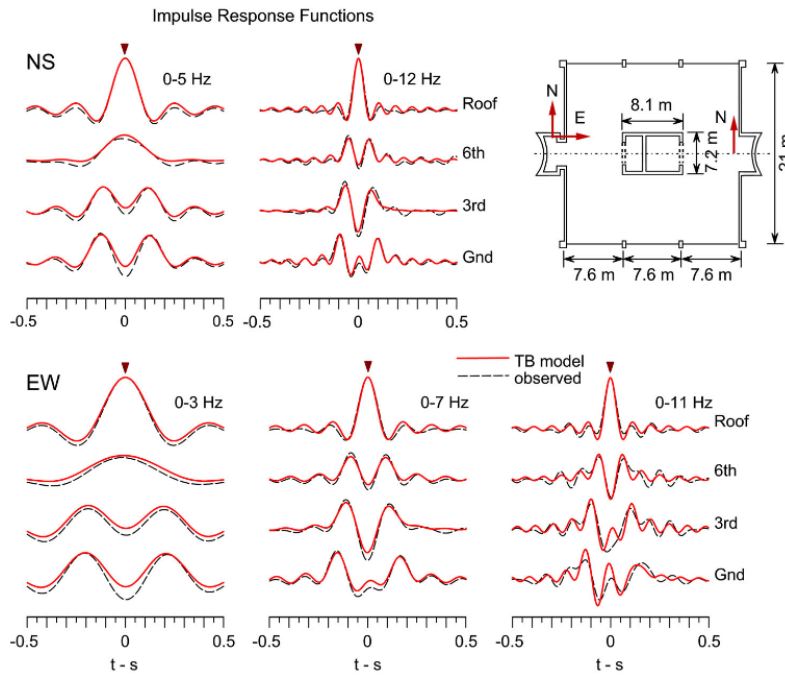 Impulse Response Functions
NS
0-5 Hz
0-12 Hz
Roof
6th
3rd
Gnd
-0.5 0 0.5
-0.5 0 0.5
N
E
N
8.1 m
7.2 m
21 m
7.6 m 7.6 m 7.6 m
EW
TB model
observed
0-3 Hz
0-7 Hz
0-11 Hz
Roof
6th
3rd
Gnd
-0.5 0 0.5
-0.5 0 0.5
-0.5 0 0.5
t - s
t - s
t - s